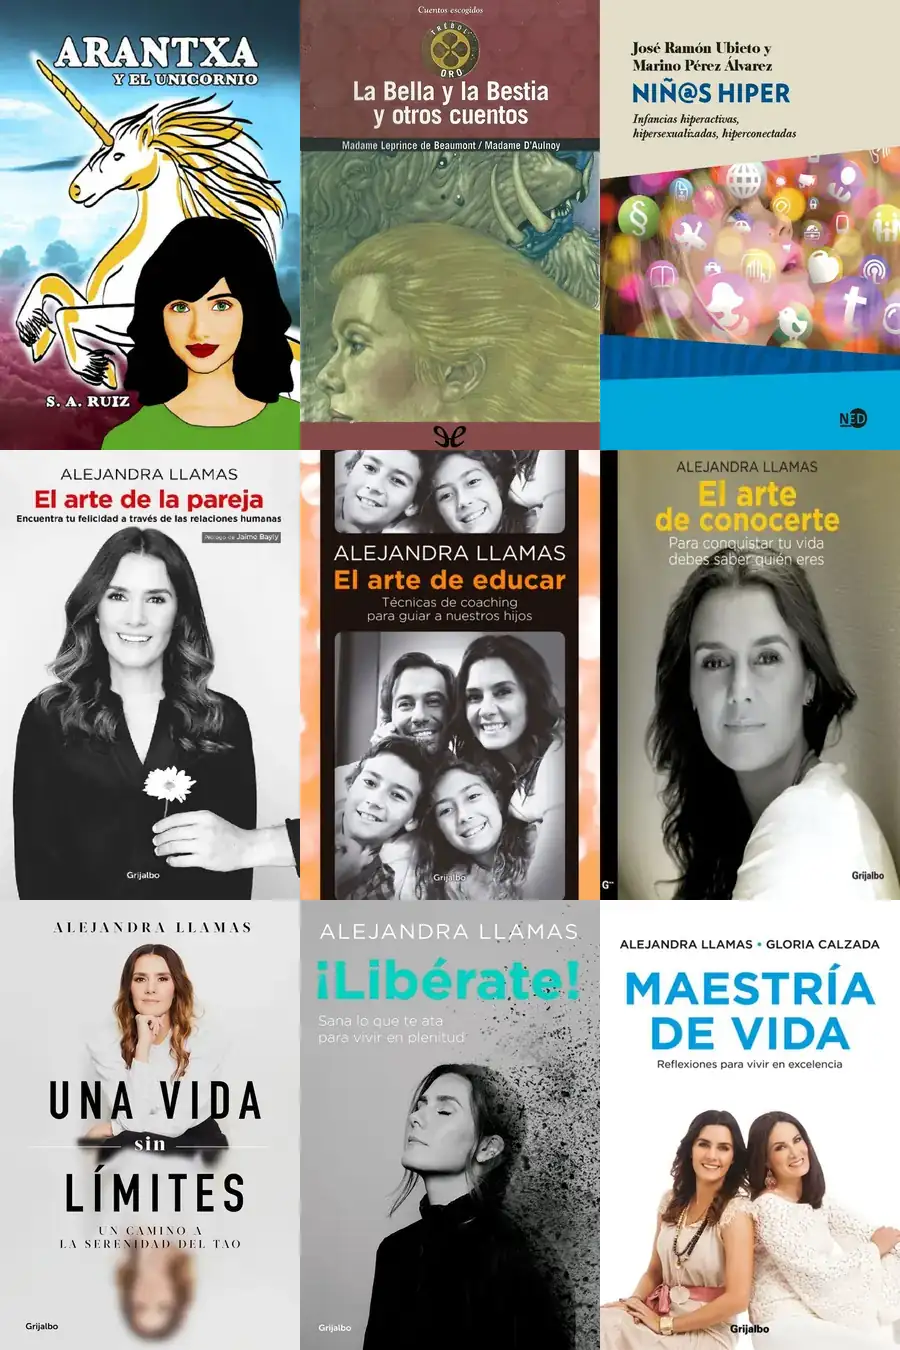 ARANTXA
Y EL UNICORNIO
S. A. RUIZ
Cuentos escogidos
TREBOL
ORO
La Bella y la Bestia
y otros cuentos
Madame Leprince de Beaumont / Madame D'Aulnoy
José Ramón Ubieto y
Marino Pérez Álvarez
NIÑ@S HIPER
Infancias hiperactivas,
hipersexualizadas, hiperconectadas
NED
ALEJANDRA LLAMAS
El arte de la pareja
Encuentra tu felicidad a través de las relaciones humanas
Prólogo de Jaime Bayly
Grijalbo
ALEJANDRA LLAMAS
El arte de educar
Técnicas de coaching
para guiar a nuestros hijos
Grijalbo
ALEJANDRA LLAMAS
El arte
de conocerte
Para conquistar tu vida
debes saber quién eres
Grijalbo
ALEJANDRA LLAMAS
UNA VIDA
sin
LÍMITES
UN CAMINO A
LA SERENIDAD DEL TAO
Grijalbo
ALEJANDRA LLAMAS
¡Libérate!
Sana lo que te ata
para vivir en plenitud
Grijalbo
ALEJANDRA LLAMAS • GLORIA CALZADA
MAESTRÍA
DE VIDA
Reflexiones para vivir en excelencia
Grijalbo